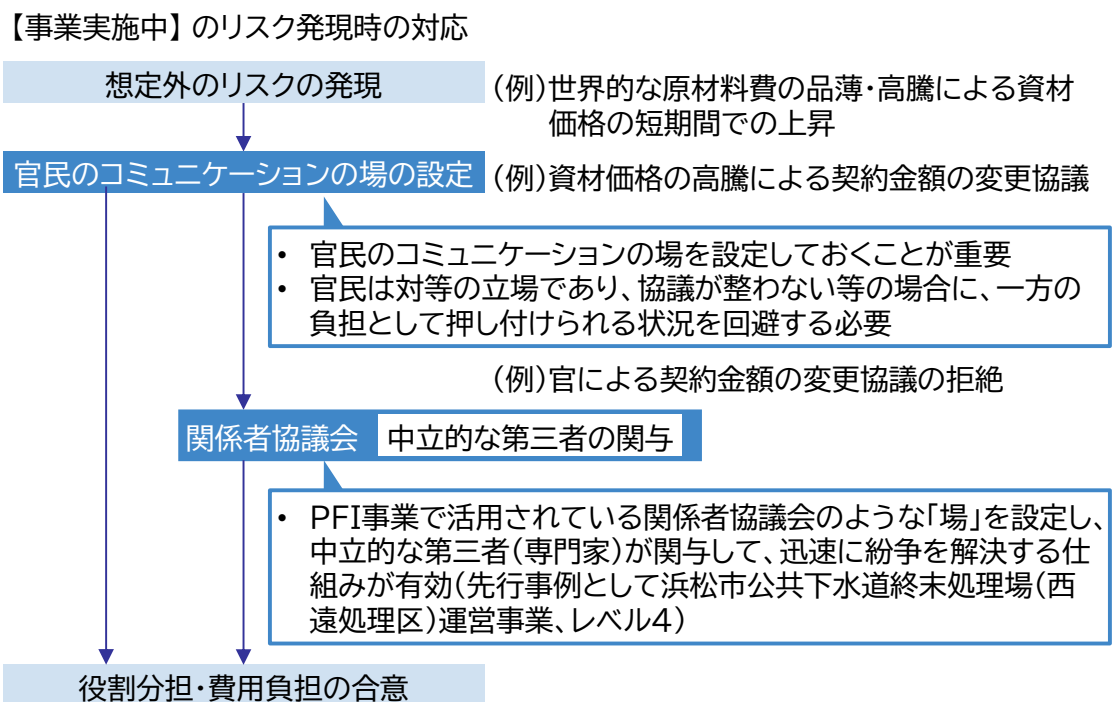 【事業実施中】のリスク発現時の対応
想定外のリスクの発現
(例)世界的な原材料費の品薄・高騰による資材
価格の短期間での上昇
官民のコミュニケーションの場の設定
(例)資材価格の高騰による契約金額の変更協議
• 官民のコミュニケーションの場を設定しておくことが重要
• 官民は対等の立場であり、協議が整わない等の場合に、一方の
負担として押し付けられる状況を回避する必要
(例)官による契約金額の変更協議の拒絶
関係者協議会 中立的な第三者の関与
• PFI事業で活用されている関係者協議会のような「場」を設定し、
中立的な第三者(専門家)が関与して、迅速に紛争を解決する仕
組みが有効(先行事例として浜松市公共下水道終末処理場(西
遠処理区)運営事業、レベル4)
役割分担・費用負担の合意